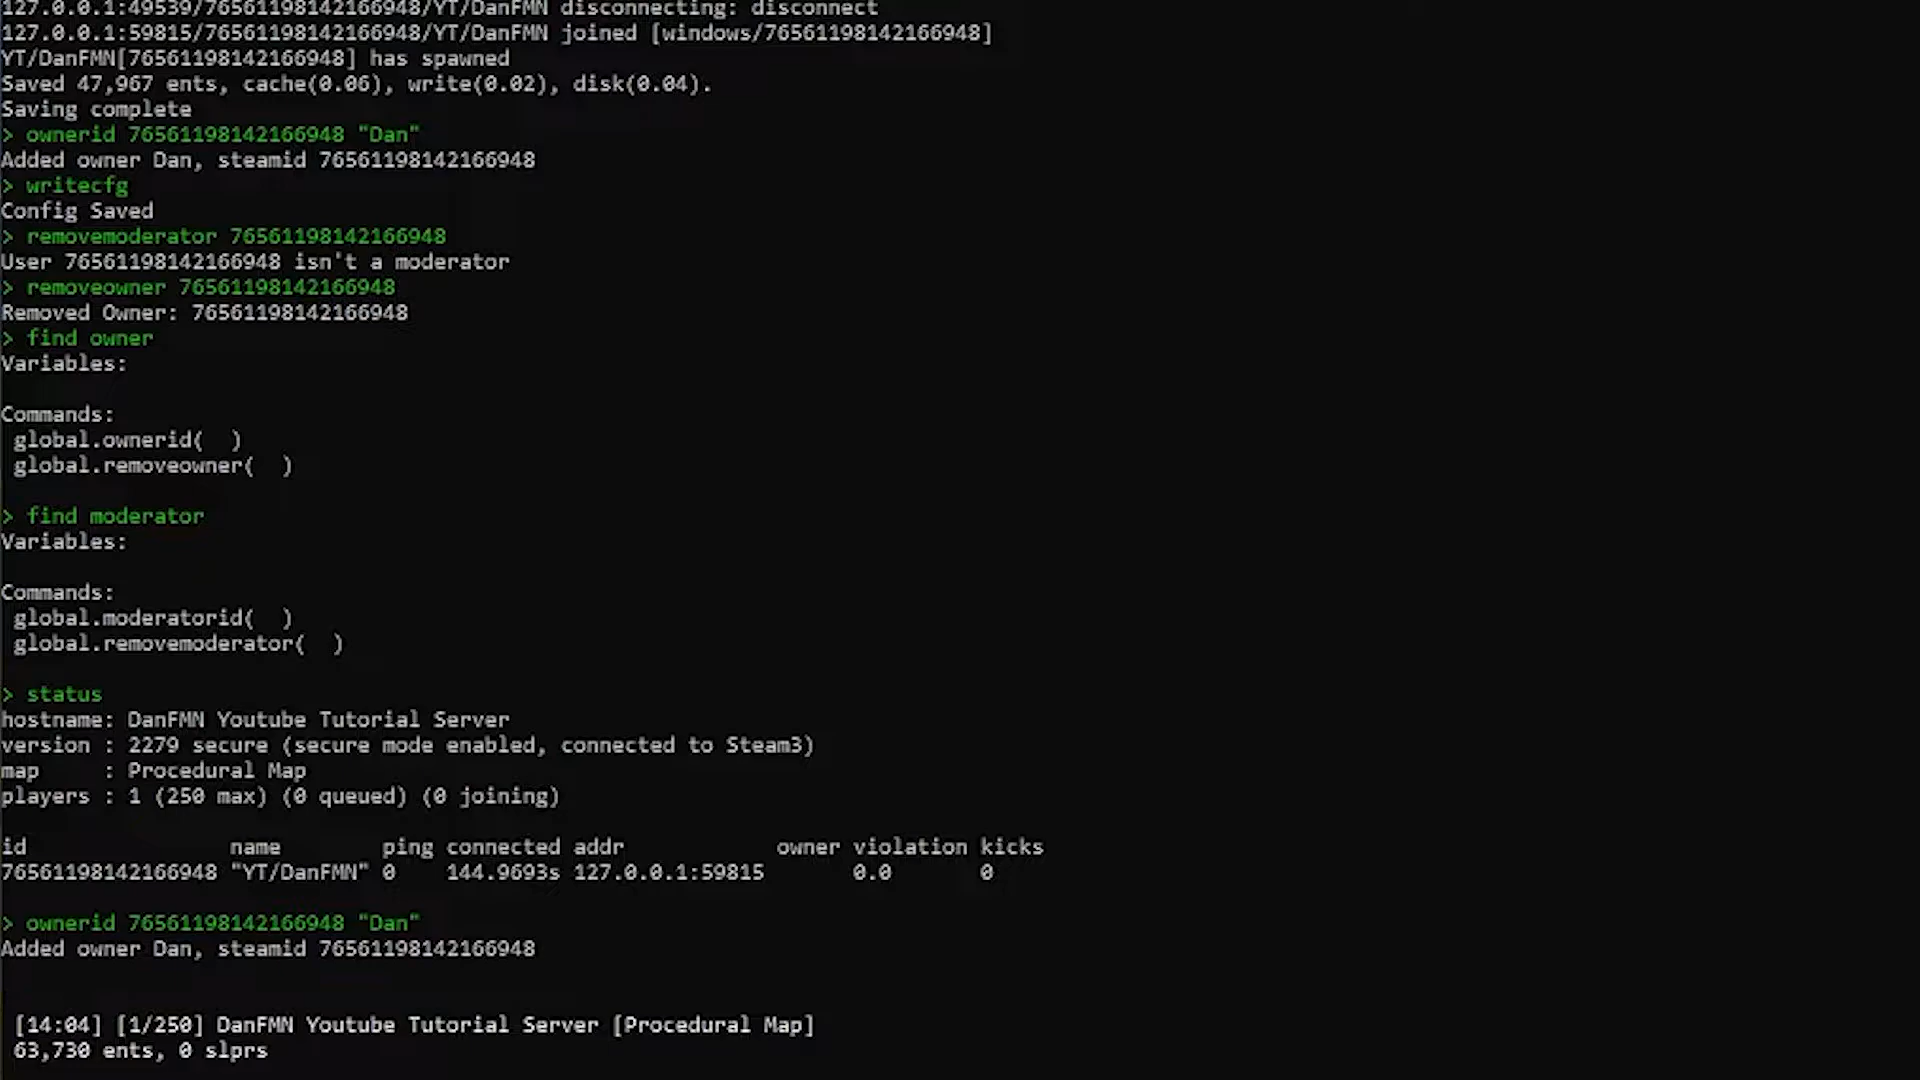 127.0.0.1:49539/76561198142166948/YT/DanFMN disconnecting: disconnect
127.0.0.1:59815/76561198142166948/YT/DanFMN joined [windows/76561198142166948]
YT/DanFMN[76561198142166948] has spawned
Saved 47,967 ents, cache(0.06), write(0.02), disk(0.04).
Saving complete
> ownerid 76561198142166948 "Dan"
Added owner Dan, steamid 76561198142166948
> writecfg
Config Saved
> removemoderator 76561198142166948
User 76561198142166948 isn't a moderator
> removeowner 76561198142166948
Removed Owner: 76561198142166948
> find owner
Variables:
Commands:
global.ownerid(  )
global.removeowner(  )
> find moderator
Variables:
Commands:
global.moderatorid(  )
global.removemoderator(  )
> status
hostname: DanFMN Youtube Tutorial Server
version : 2279 secure (secure mode enabled, connected to Steam3)
map     : Procedural Map
players : 1 (250 max) (0 queued) (0 joining)
id                name        ping connected addr            owner violation kicks
76561198142166948 "YT/DanFMN" 0    144.9693s 127.0.0.1:59815       0.0       0
> ownerid 76561198142166948 "Dan"
Added owner Dan, steamid 76561198142166948
[14:04] [1/250] DanFMN Youtube Tutorial Server [Procedural Map]
63,730 ents, 0 slprs